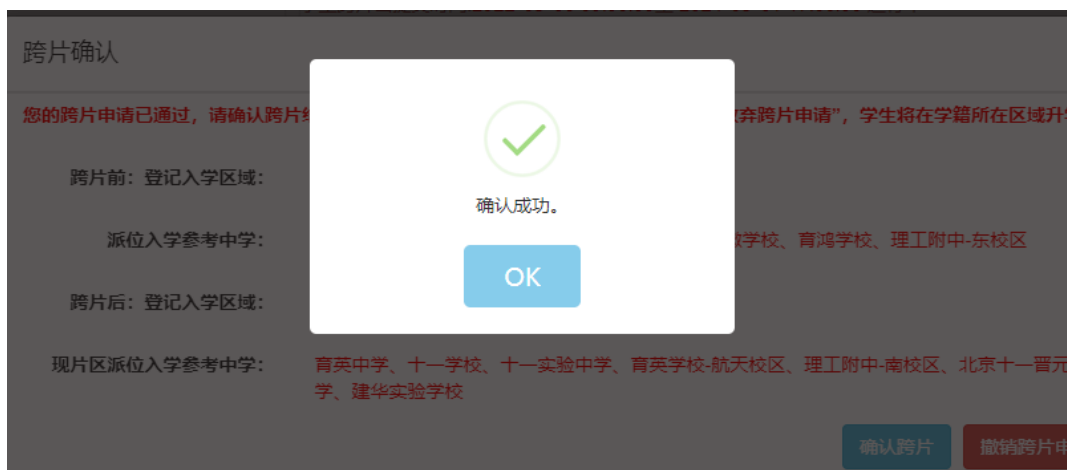 跨片确认
您的跨片申请已通过，请确认跨片
弃跨片申请”，学生将在学籍所在区域升
跨片前：登记入学区域：
确认成功。
派位入学参考中学：
学校、育鸿学校、理工附中-东校区
OK
跨片后：登记入学区域：
现片区派位入学参考中学：
育英中学、十一学校、十一实验中学、育英学校-航天校区、理工附中-南校区、北京十一晋元
学、建华实验学校
确认跨片
撤销跨片申